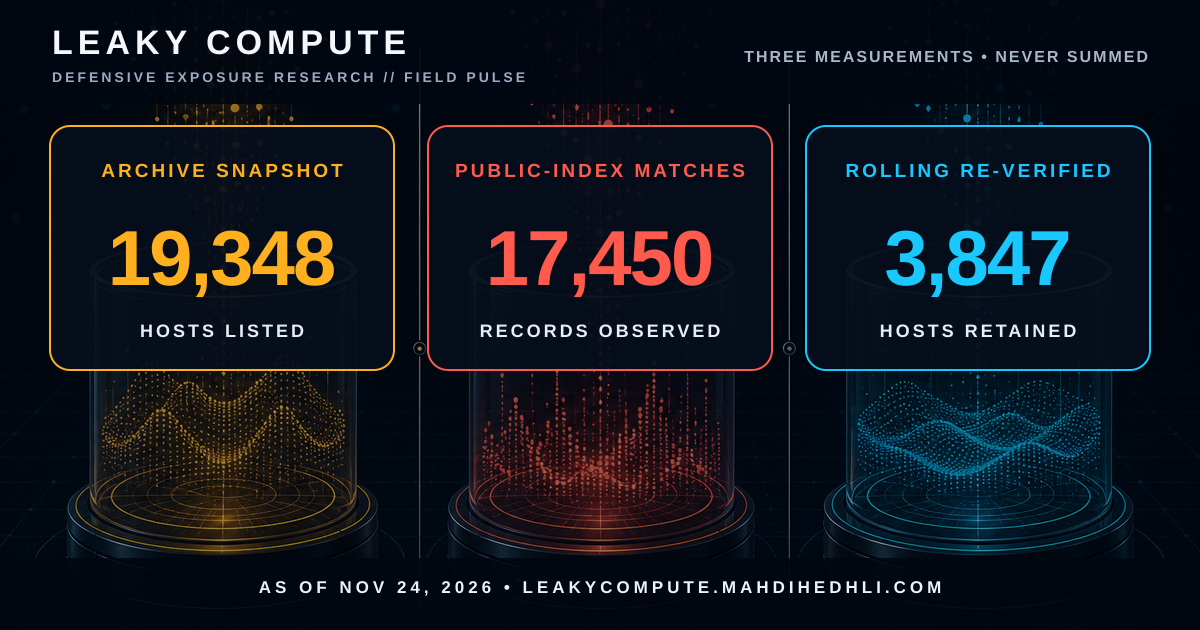 LEAKY COMPUTE
DEFENSIVE EXPOSURE RESEARCH // FIELD PULSE
THREE MEASUREMENTS • NEVER SUMMED
ARCHIVE SNAPSHOT
19,348
HOSTS LISTED
PUBLIC-INDEX MATCHES
17,450
RECORDS OBSERVED
ROLLING RE-VERIFIED
3,847
HOSTS RETAINED
AS OF NOV 24, 2026 • LEAKYCOMPUTE.MAHDIHEDHLI.COM